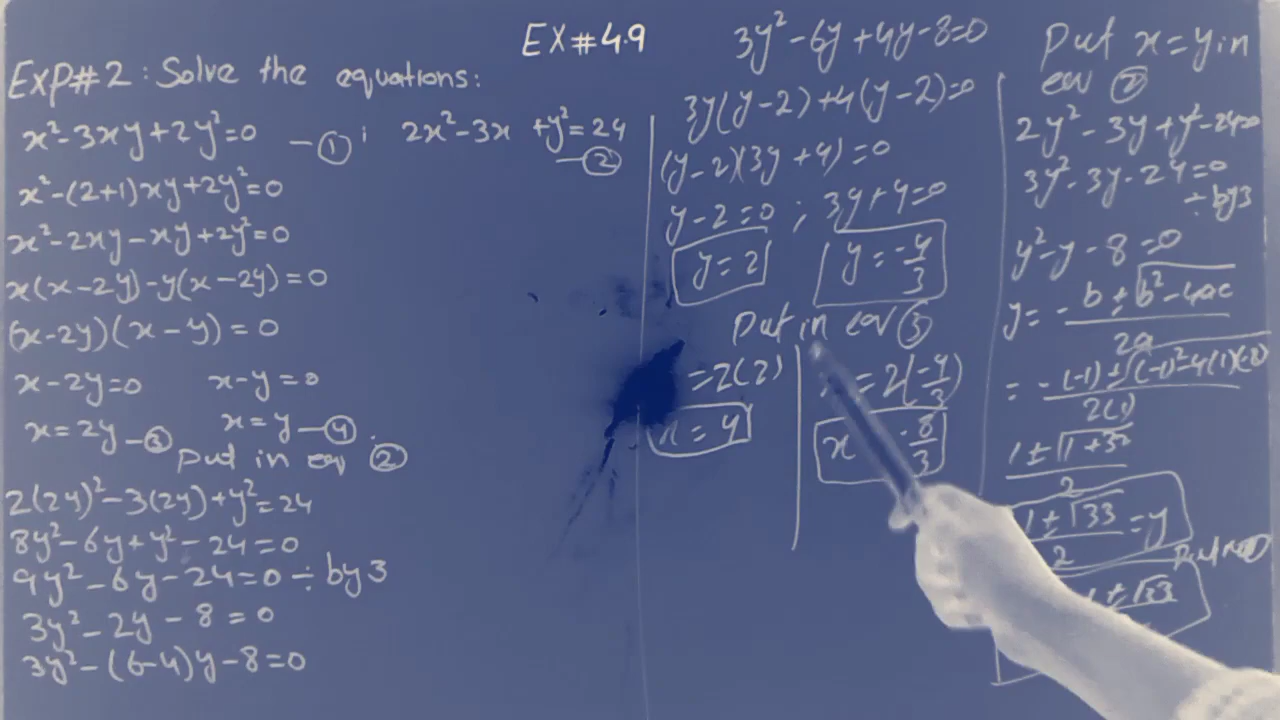 EX#4.9
EXP#2: Solve the equations:
x²-3xy+2y²=0 —① ; 2x²-3x +y²=24 —②
x²-(2+1)xy+2y²=0
x²-2xy-xy+2y²=0
x(x-2y)-y(x-2y)=0
(x-2y)(x-y)=0
x-2y=0 x-y=0
x=2y-③ x=y-④.
put in eq ②
2(2y)²-3(2y)+y²=24
8y²-6y+y²-24=0
9y²-6y-24=0 ÷by3
3y²-2y-8=0
3y²-(6-4)y-8=0
3y²-6y+4y-8=0
3y(y-2)+4(y-2)=0
(y-2)(3y+4)=0
y-2=0 ; 3y+4=0
y=2 y=-4/3
Put in eq ③
=2(2) =2(-4/3)
x=4 x -8/3
Put x=y in
eq ②
2y²-3y+y²-24=0
3y²-3y-24=0
÷by3
y²-y-8=0
y=-b±√b²-4ac/2a
=-(-1)±√(-1)²-4(1)(-8)/2(1)
1±√1+32/2
1±√33/2=y
Put in
1±√33